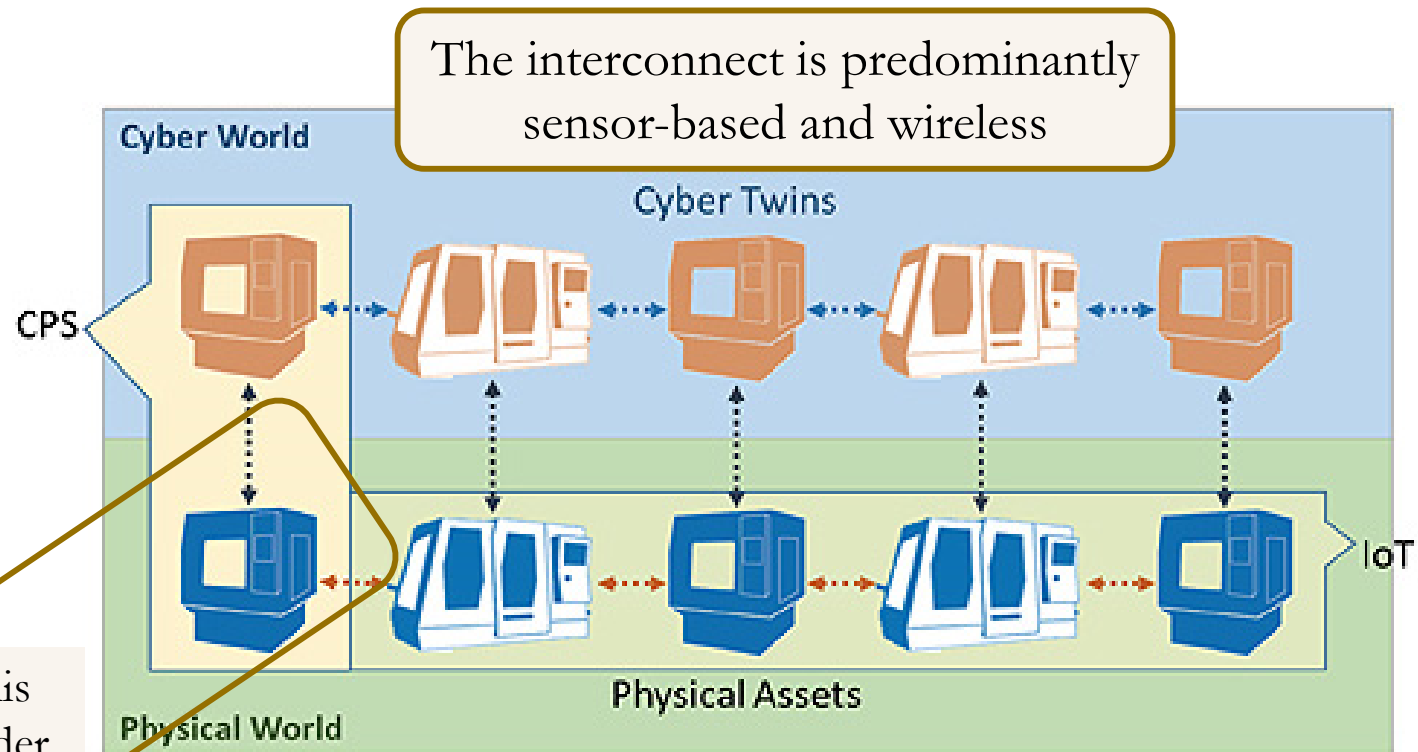 The interconnect is predominantly
sensor-based and wireless
Cyber World
Cyber Twins
CPS
IoT
Physical Assets
Physical World